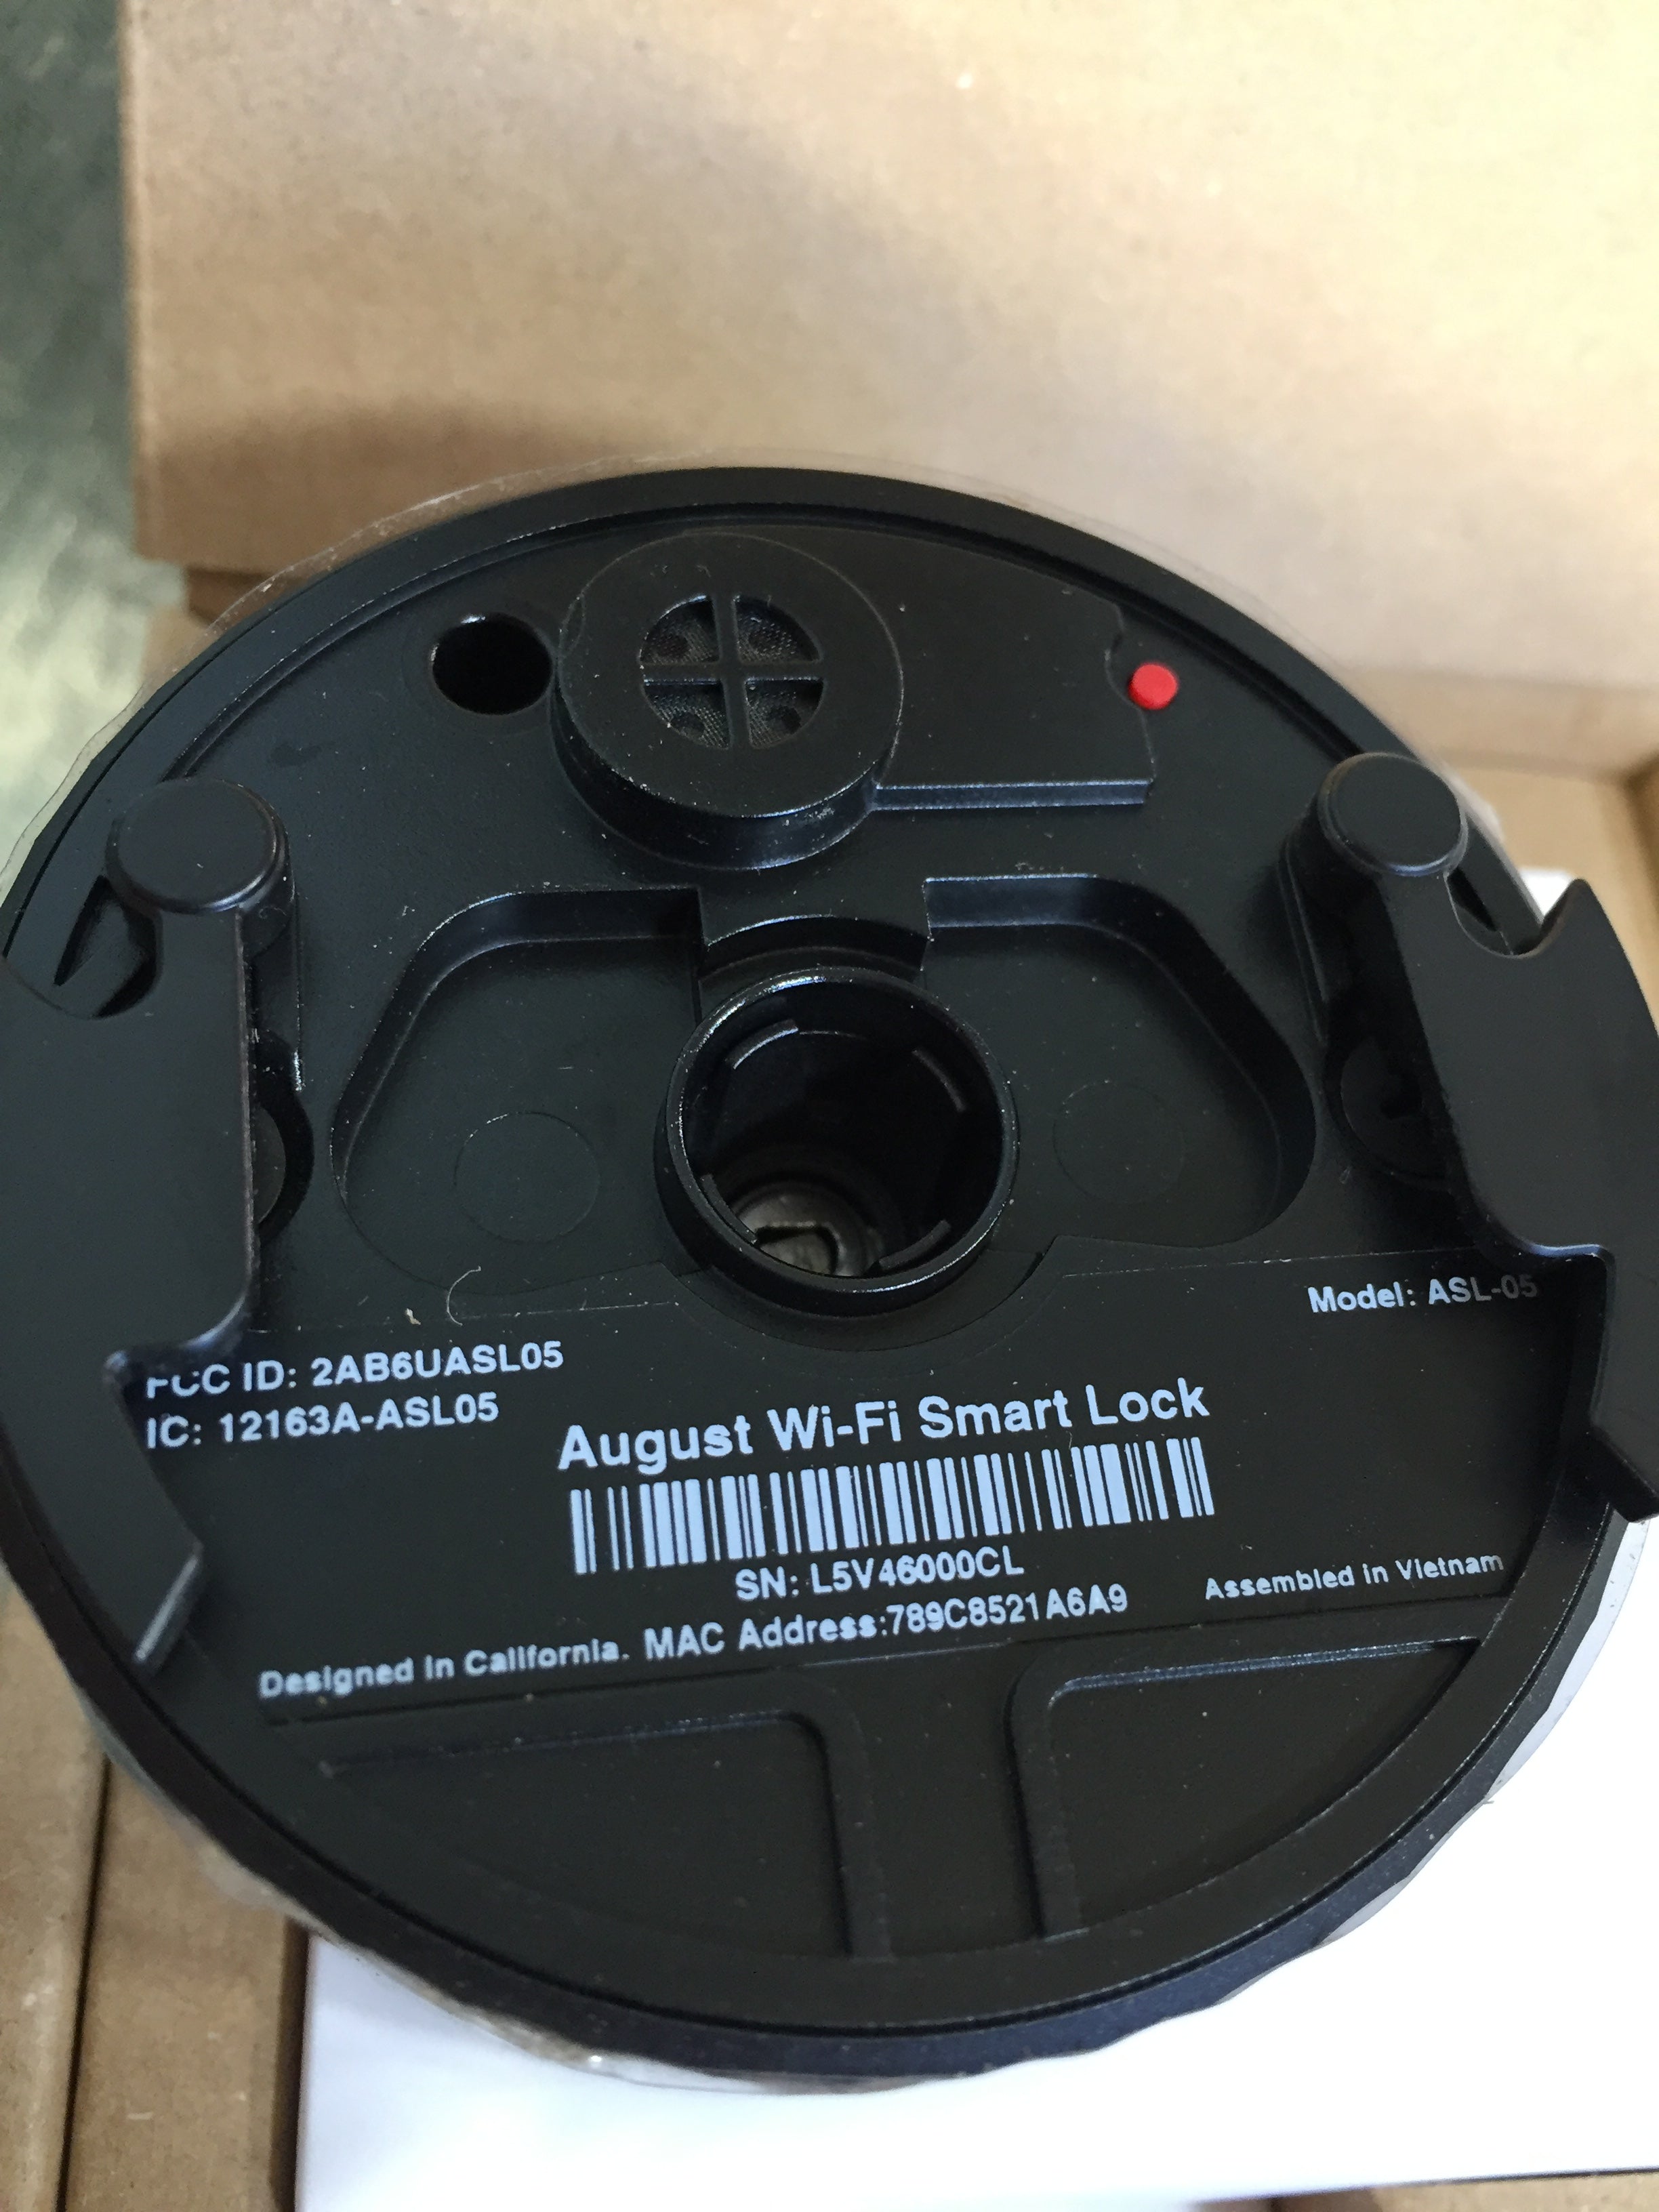 Model: ASL-05
FCC ID: 2AB6UASL05
IC: 12163A-ASL05
August Wi-Fi Smart Lock
SN: L5V46000CL
Designed in California. MAC Address:789C8521A6A9 Assembled in Vietnam